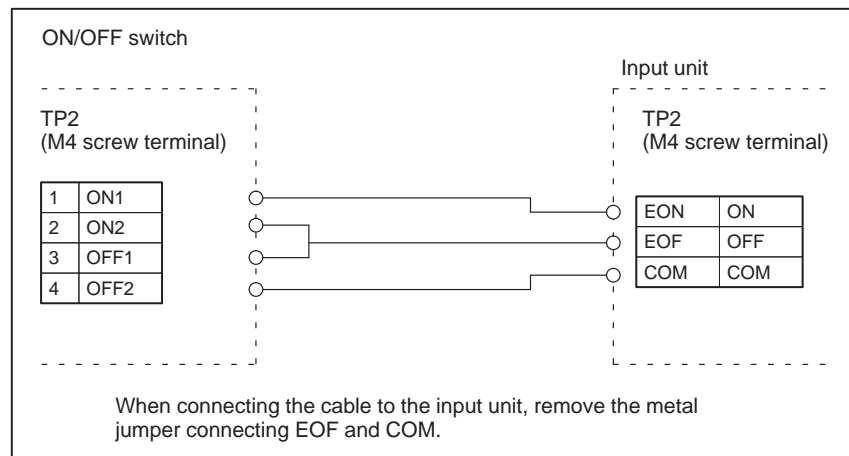 ON/OFF switch
Input unit
TP2
(M4 screw terminal)
TP2
(M4 screw terminal)
1 ON1
2 ON2
3 OFF1
4 OFF2
EON ON
EOF OFF
COM COM
When connecting the cable to the input unit, remove the metal
jumper connecting EOF and COM.